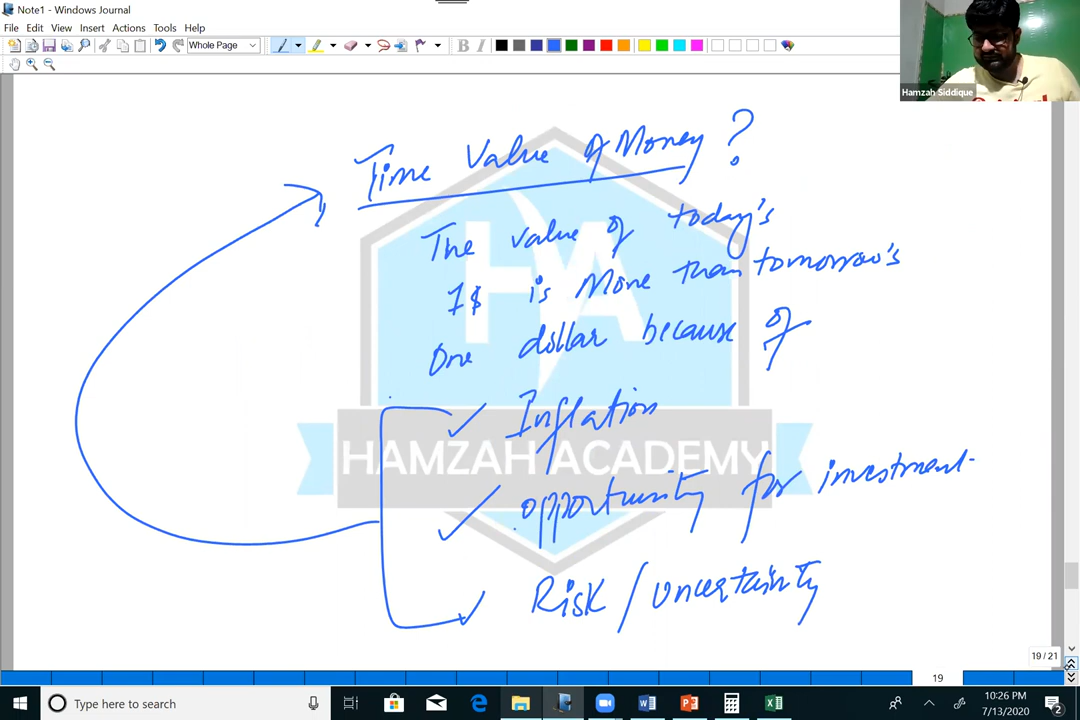 Note1 - Windows Journal
File Edit View Insert Actions Tools Help
Whole Page
B I
Hamzah Siddique
Time Value of Money ?
The value of today's
1$ is More than tomorrow's
One dollar because of
Inflation
HAMZAH ACADEMY
opportunity for investment
Risk / uncertainty
19 / 21
19
Type here to search
10:26 PM
7/13/2020
2